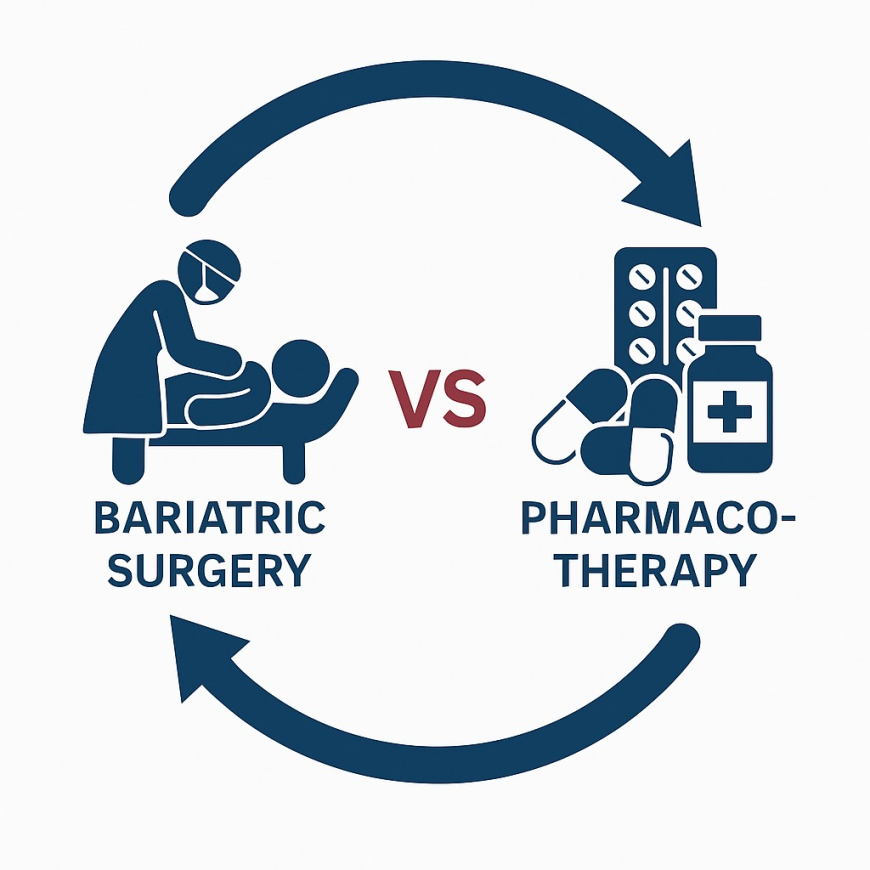 BARIATRIC
SURGERY
VS
PHARMACO-
THERAPY